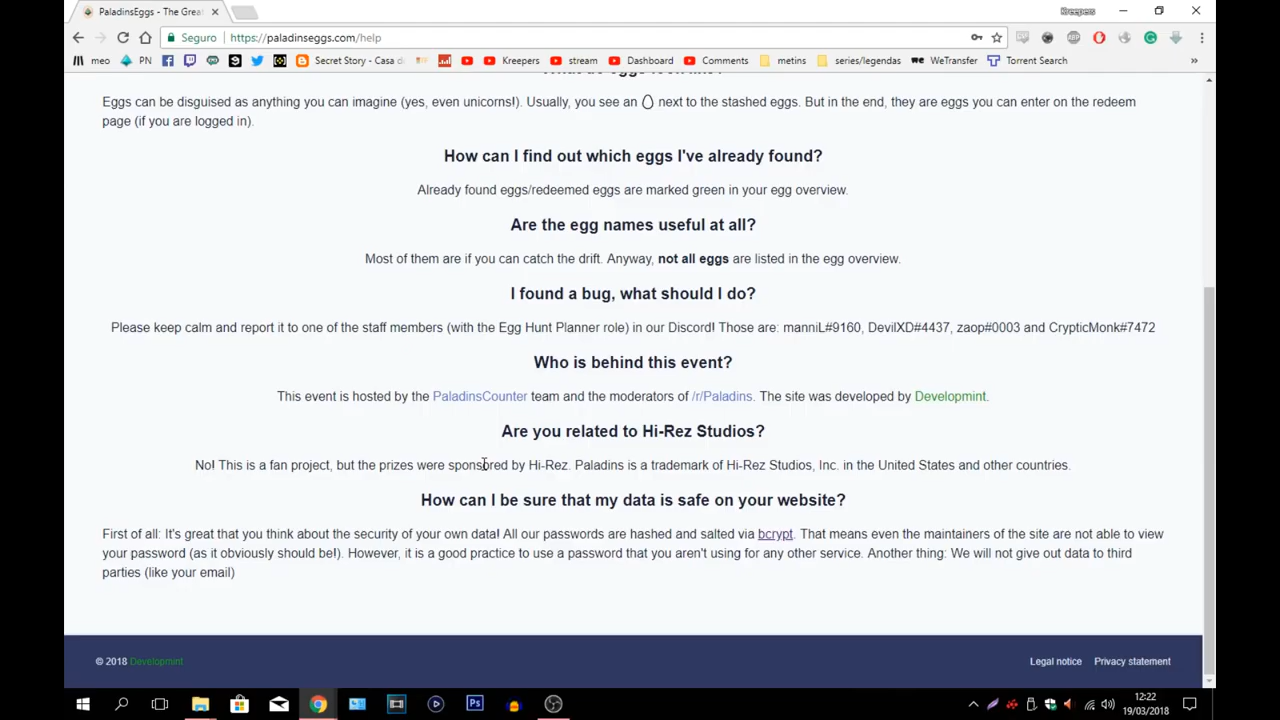 PaladinsEggs - The Great
Kreepers
Seguro
https://paladinseggs.com/help
meo
PN
Secret Story - Casa d
Kreepers
stream
Dashboard
Comments
metins
series/legendas
WeTransfer
Torrent Search
»
Eggs can be disguised as anything you can imagine (yes, even unicorns!). Usually, you see an next to the stashed eggs. But in the end, they are eggs you can enter on the redeem
page (if you are logged in).
How can I find out which eggs I've already found?
Already found eggs/redeemed eggs are marked green in your egg overview.
Are the egg names useful at all?
Most of them are if you can catch the drift. Anyway, not all eggs are listed in the egg overview.
I found a bug, what should I do?
Please keep calm and report it to one of the staff members (with the Egg Hunt Planner role) in our Discord! Those are: manniL#9160, DevilXD#4437, zaop#0003 and CrypticMonk#7472
Who is behind this event?
This event is hosted by the PaladinsCounter team and the moderators of /r/Paladins. The site was developed by Developmint.
Are you related to Hi-Rez Studios?
No! This is a fan project, but the prizes were sponsored by Hi-Rez. Paladins is a trademark of Hi-Rez Studios, Inc. in the United States and other countries.
How can I be sure that my data is safe on your website?
First of all: It's great that you think about the security of your own data! All our passwords are hashed and salted via bcrypt. That means even the maintainers of the site are not able to view
your password (as it obviously should be!). However, it is a good practice to use a password that you aren't using for any other service. Another thing: We will not give out data to third
parties (like your email)
© 2018 Developmint
Legal notice
Privacy statement
Ps
12:22
19/03/2018